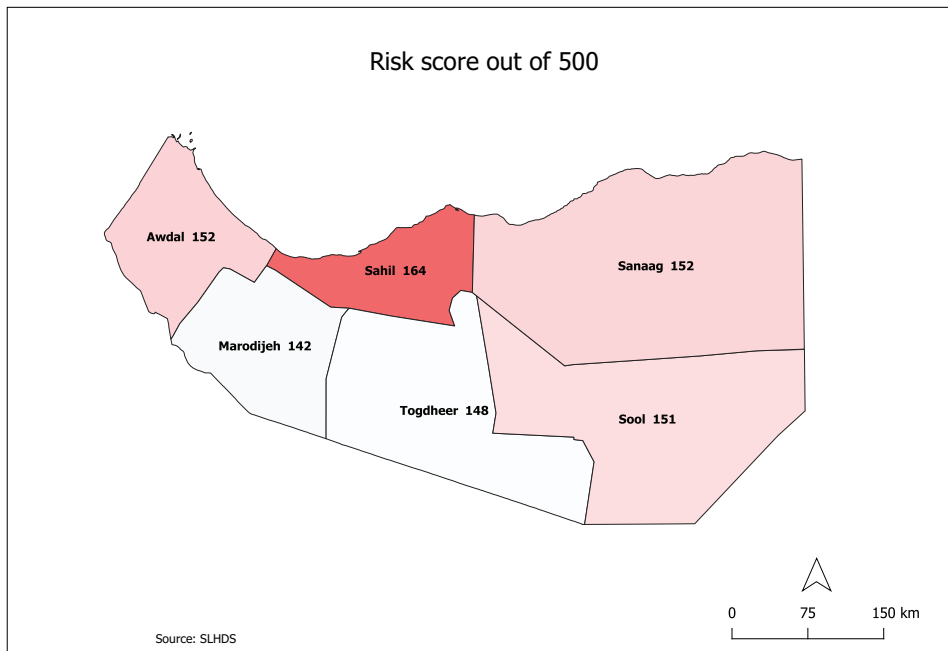 Risk score out of 500
Awdal 152
Sahil 164
Sanaag 152
Marodijeh 142
Togdheer 148
Sool 151
0 75 150 km
Source: SLHDS